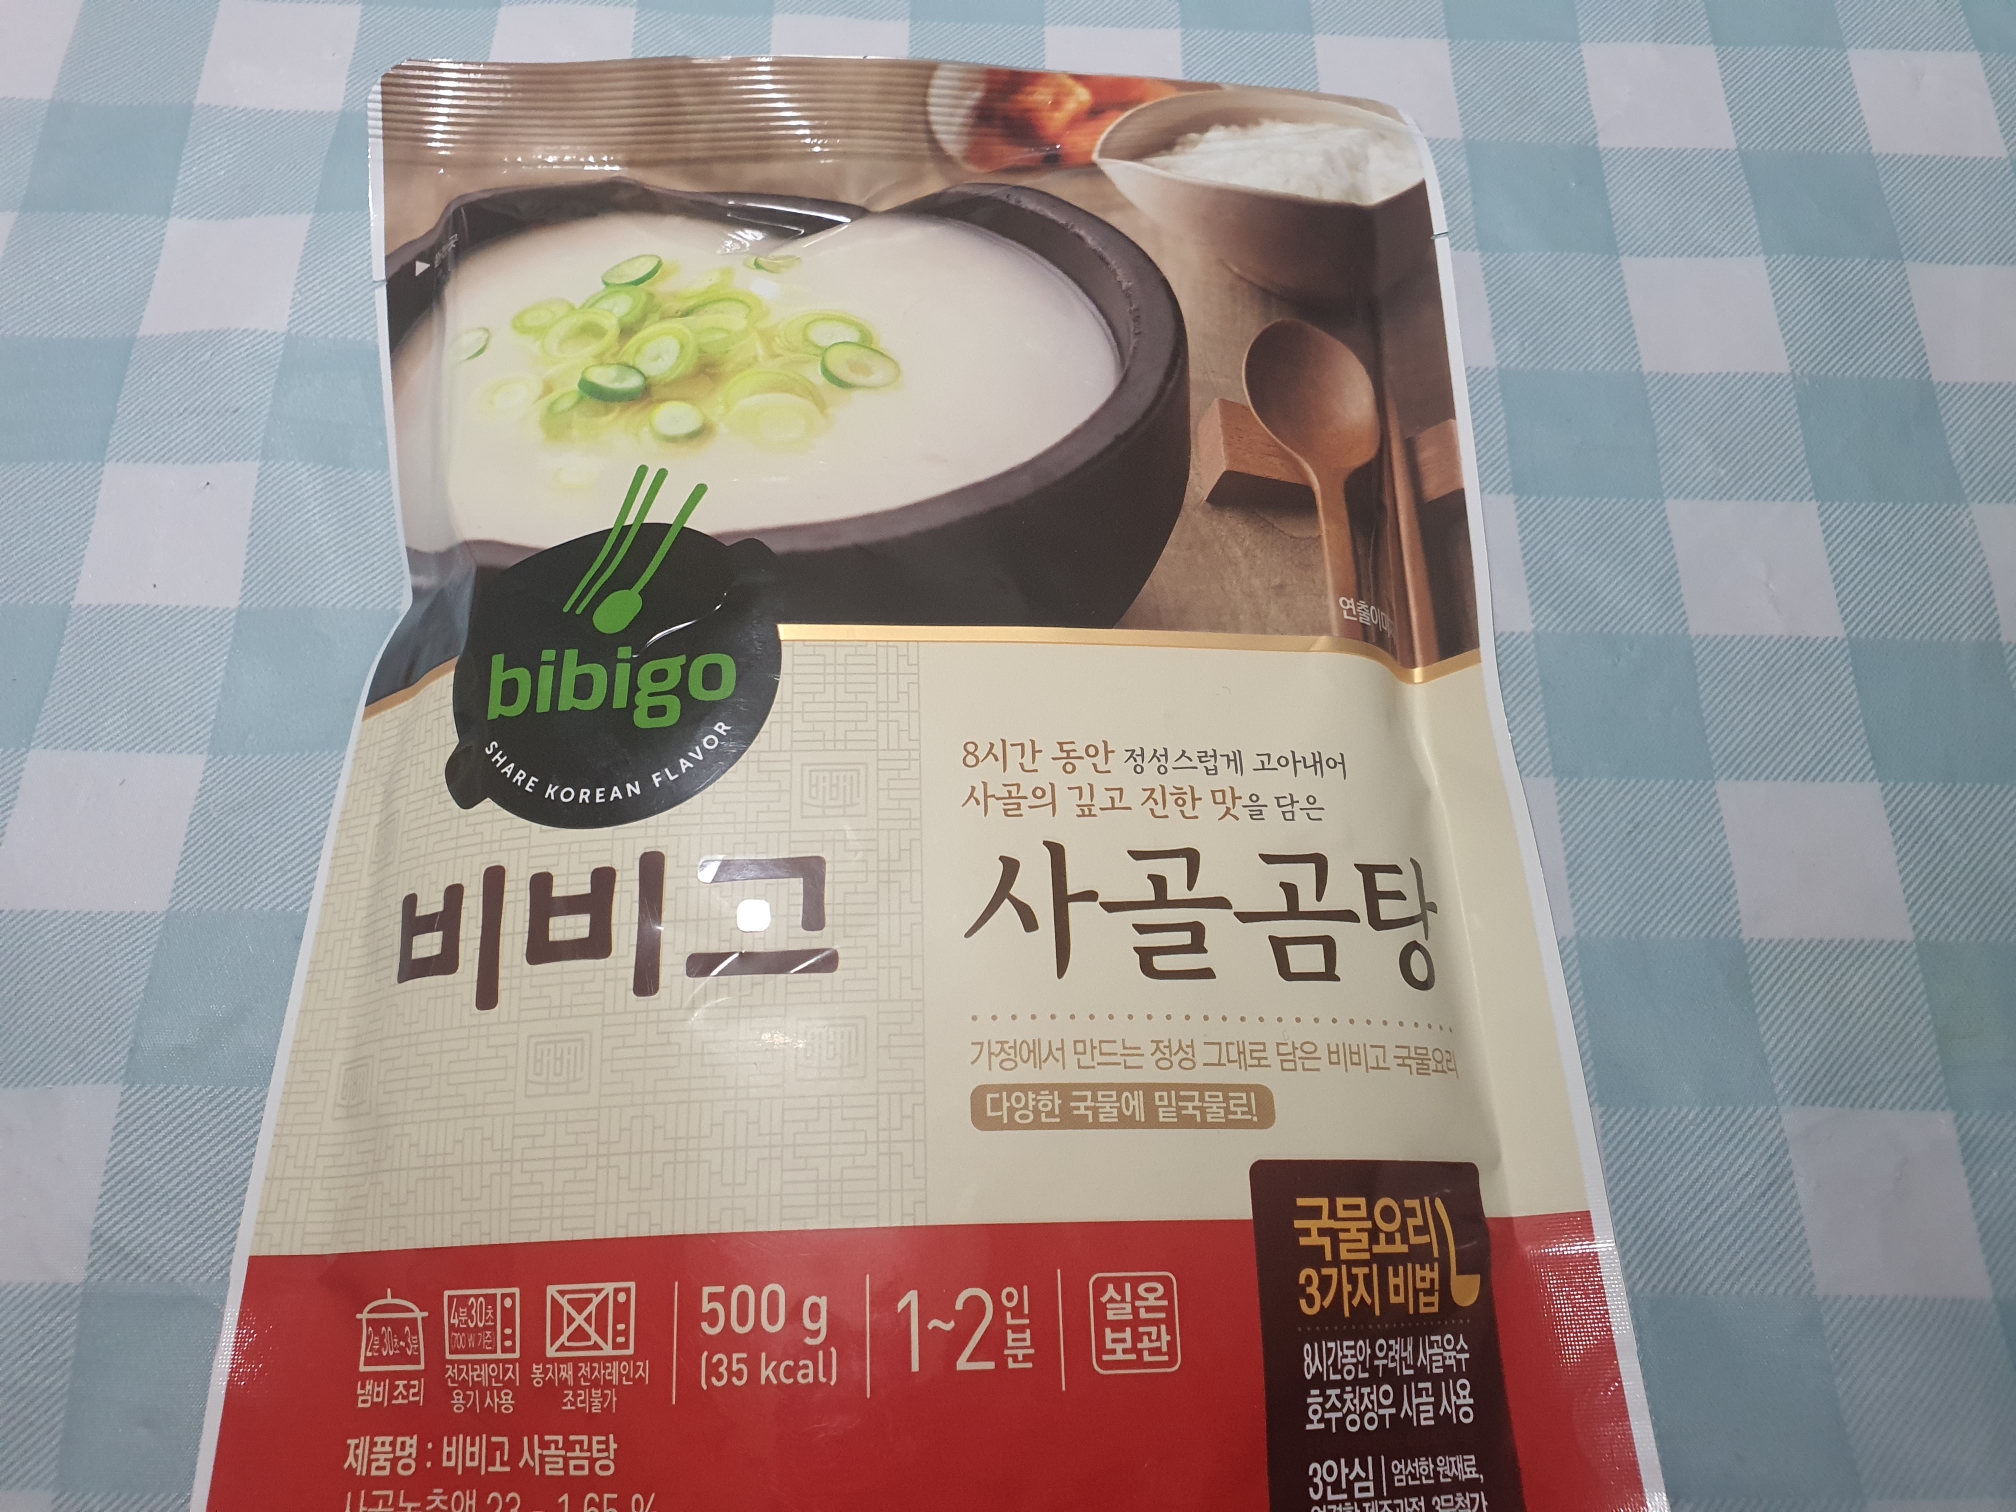 연출이미지
bibigo
SHARE KOREAN FLAVOR
비비고
8시간 동안 정성스럽게 고아내어
사골의 깊고 진한 맛을 담은
사골곰탕
가정에서 만드는 정성 그대로 담은 비비고 국물요리
다양한 국물에 밑국물로!
국물요리
3가지 비법
8시간동안 우려낸 사골육수
호주청정우 사골 사용
3안심 | 엄선한 원재료,
2분 30초~3분
냄비 조리
4분30초
(700 W 기준)
전자레인지
용기 사용
봉지째 전자레인지
조리불가
500 g
(35 kcal)
1~2인분
실온
보관
제품명 : 비비고 사골곰탕